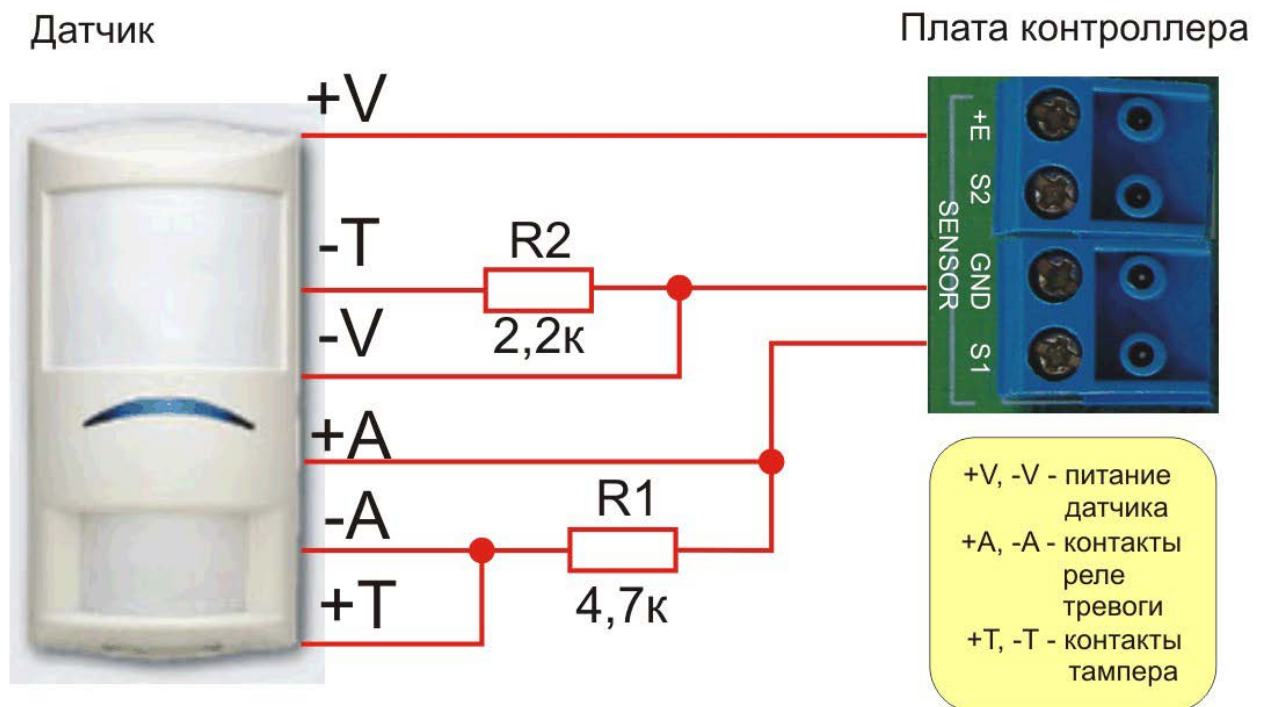 Датчик
Плата контроллера
+V
-T
R2
2,2к
-V
+A
R1
-A
4,7к
+T
+E
S2
SENSOR
GND
S1
+V, -V - питание
датчика
+A, -A - контакты
реле
тревоги
+T, -T - контакты
тампера